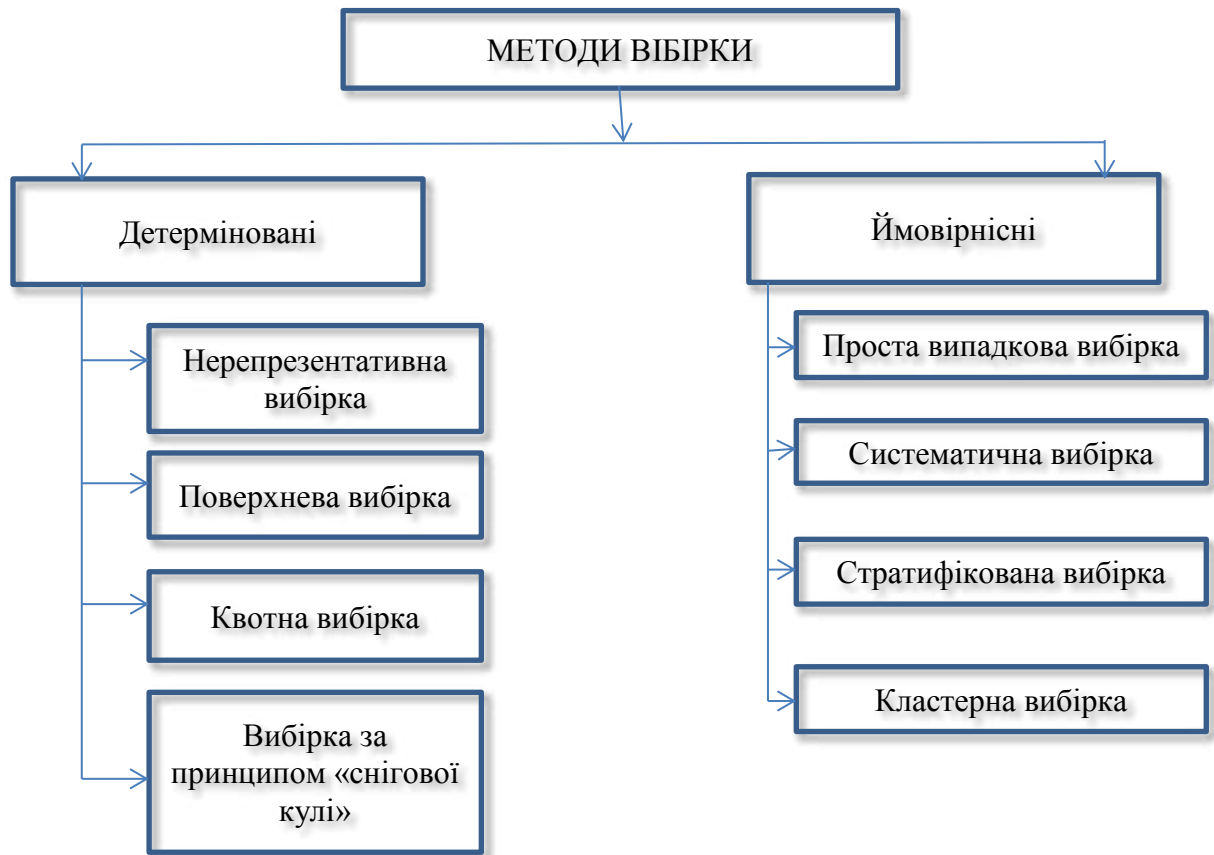 МЕТОДИ ВІБІРКИ
Детерміновані
Нерепрезентативна
вибірка
Поверхнева вибірка
Квотна вибірка
Вибірка за
принципом «снігової
кулі»
Ймовірнісні
Проста випадкова вибірка
Систематична вибірка
Стратифікована вибірка
Кластерна вибірка